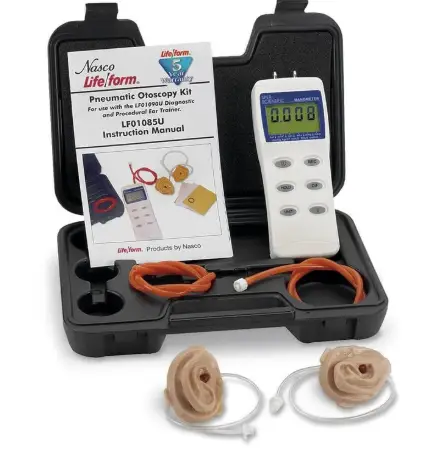 Nasco
Life/form®
Life/form®
5
Year
Warranty
Pneumatic Otoscopy Kit
For use with the LF01090U Diagnostic
and Procedural Ear Trainer.
LF01085U
Instruction Manual
Life/form® Products by Nasco
MANOMETER
0.008